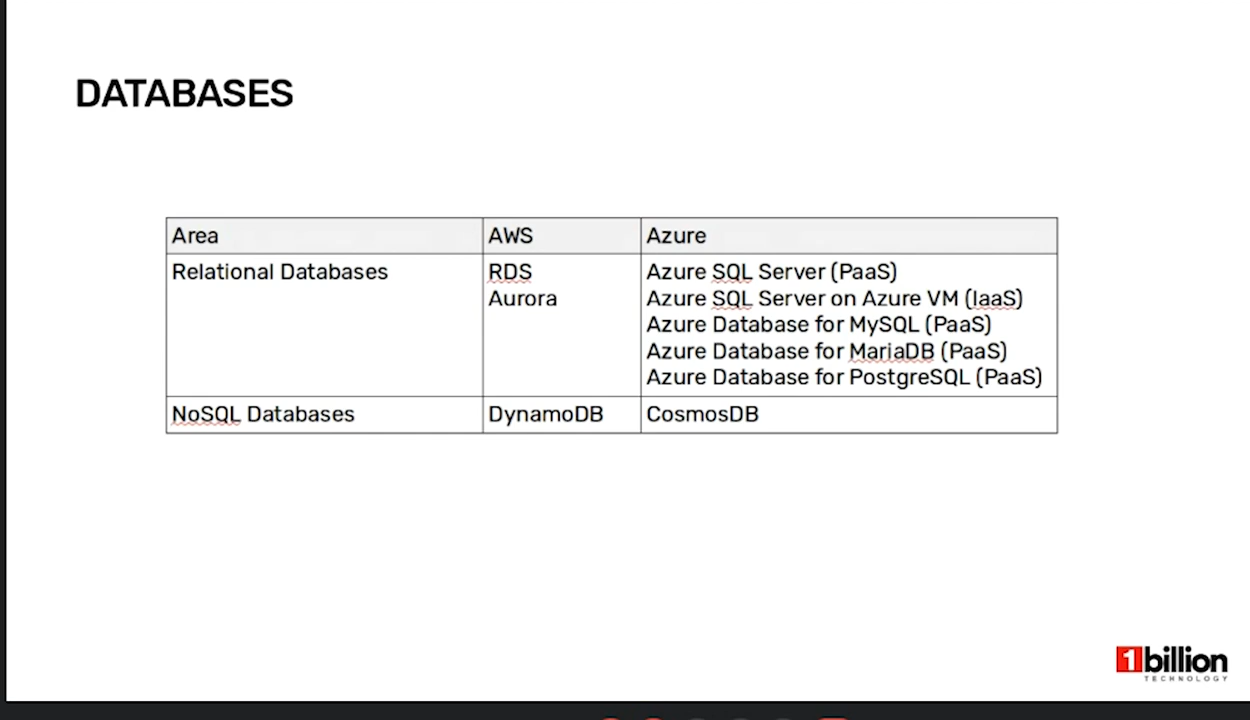 DATABASES
Area AWS Azure
Relational Databases RDS Azure SQL Server (PaaS)
Aurora Azure SQL Server on Azure VM (IaaS)
Azure Database for MySQL (PaaS)
Azure Database for MariaDB (PaaS)
Azure Database for PostgreSQL (PaaS)
NoSQL Databases DynamoDB CosmosDB
1billion
TECHNOLOGY